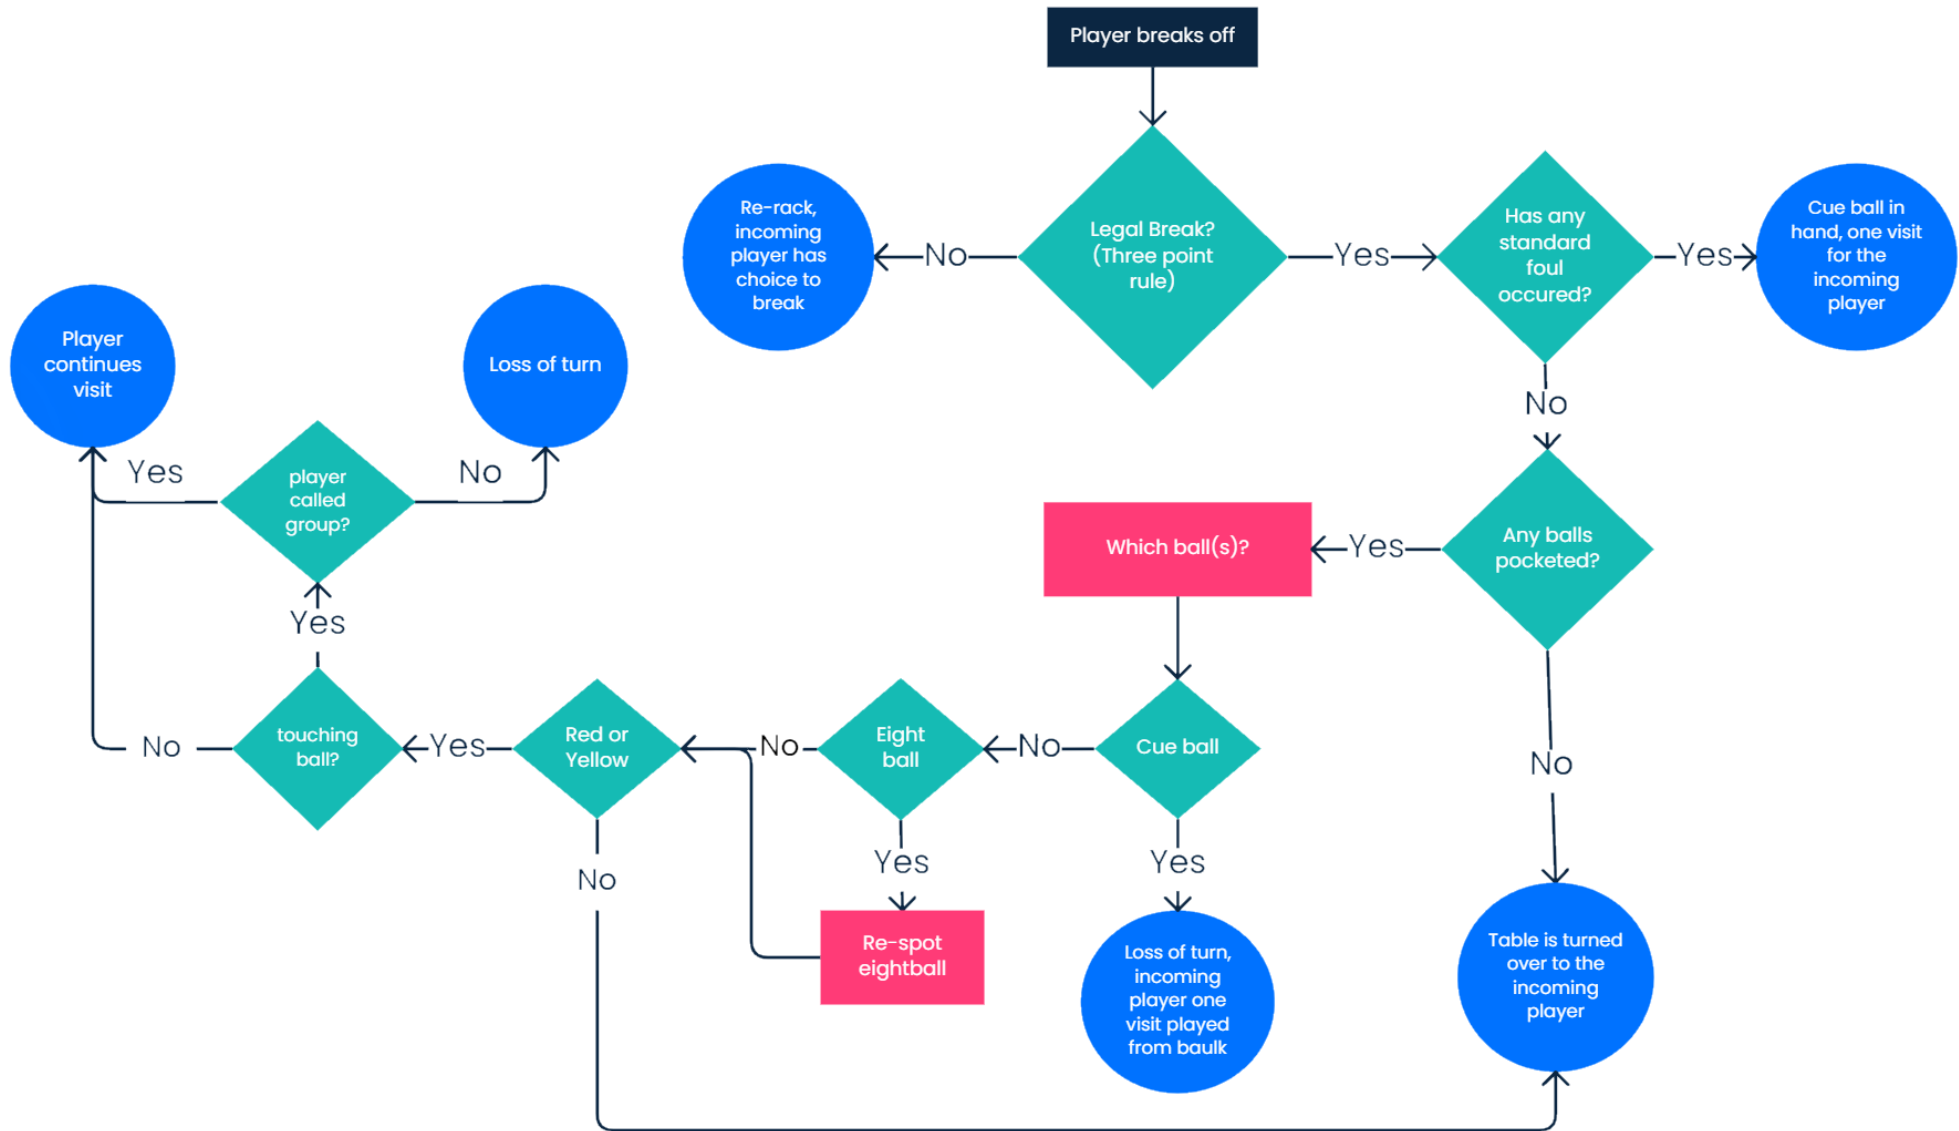 Player breaks off
Legal Break?
(Three point
rule)
No
Re-rack,
incoming
player has
choice to
break
Yes
Has any
standard
foul
occured?
Yes
Cue ball in
hand, one visit
for the
incoming
player
No
Any balls
pocketed?
Yes
Which ball(s)?
No
Table is turned
over to the
incoming
player
Cue ball
Yes
Loss of turn,
incoming
player one
visit played
from baulk
No
Eight
ball
Yes
Re-spot
eightball
No
Red or
Yellow
No
Yes
touching
ball?
No
Yes
player
called
group?
Yes
Player
continues
visit
No
Loss of turn